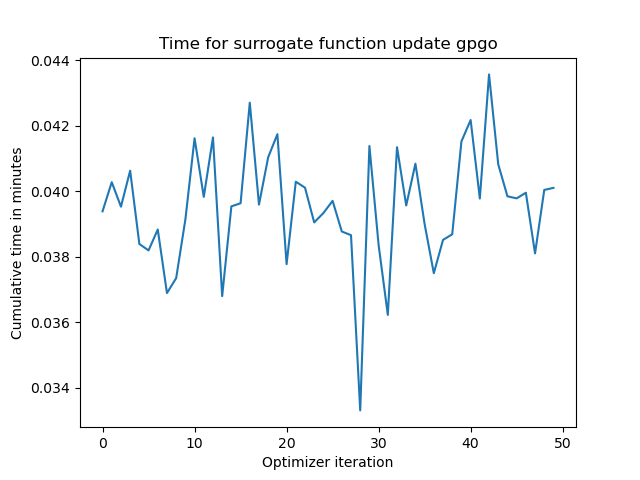 Time for surrogate function update gpgo
Cumulative time in minutes
0.044
0.042
0.040
0.038
0.036
0.034
0 10 20 30 40 50
Optimizer iteration